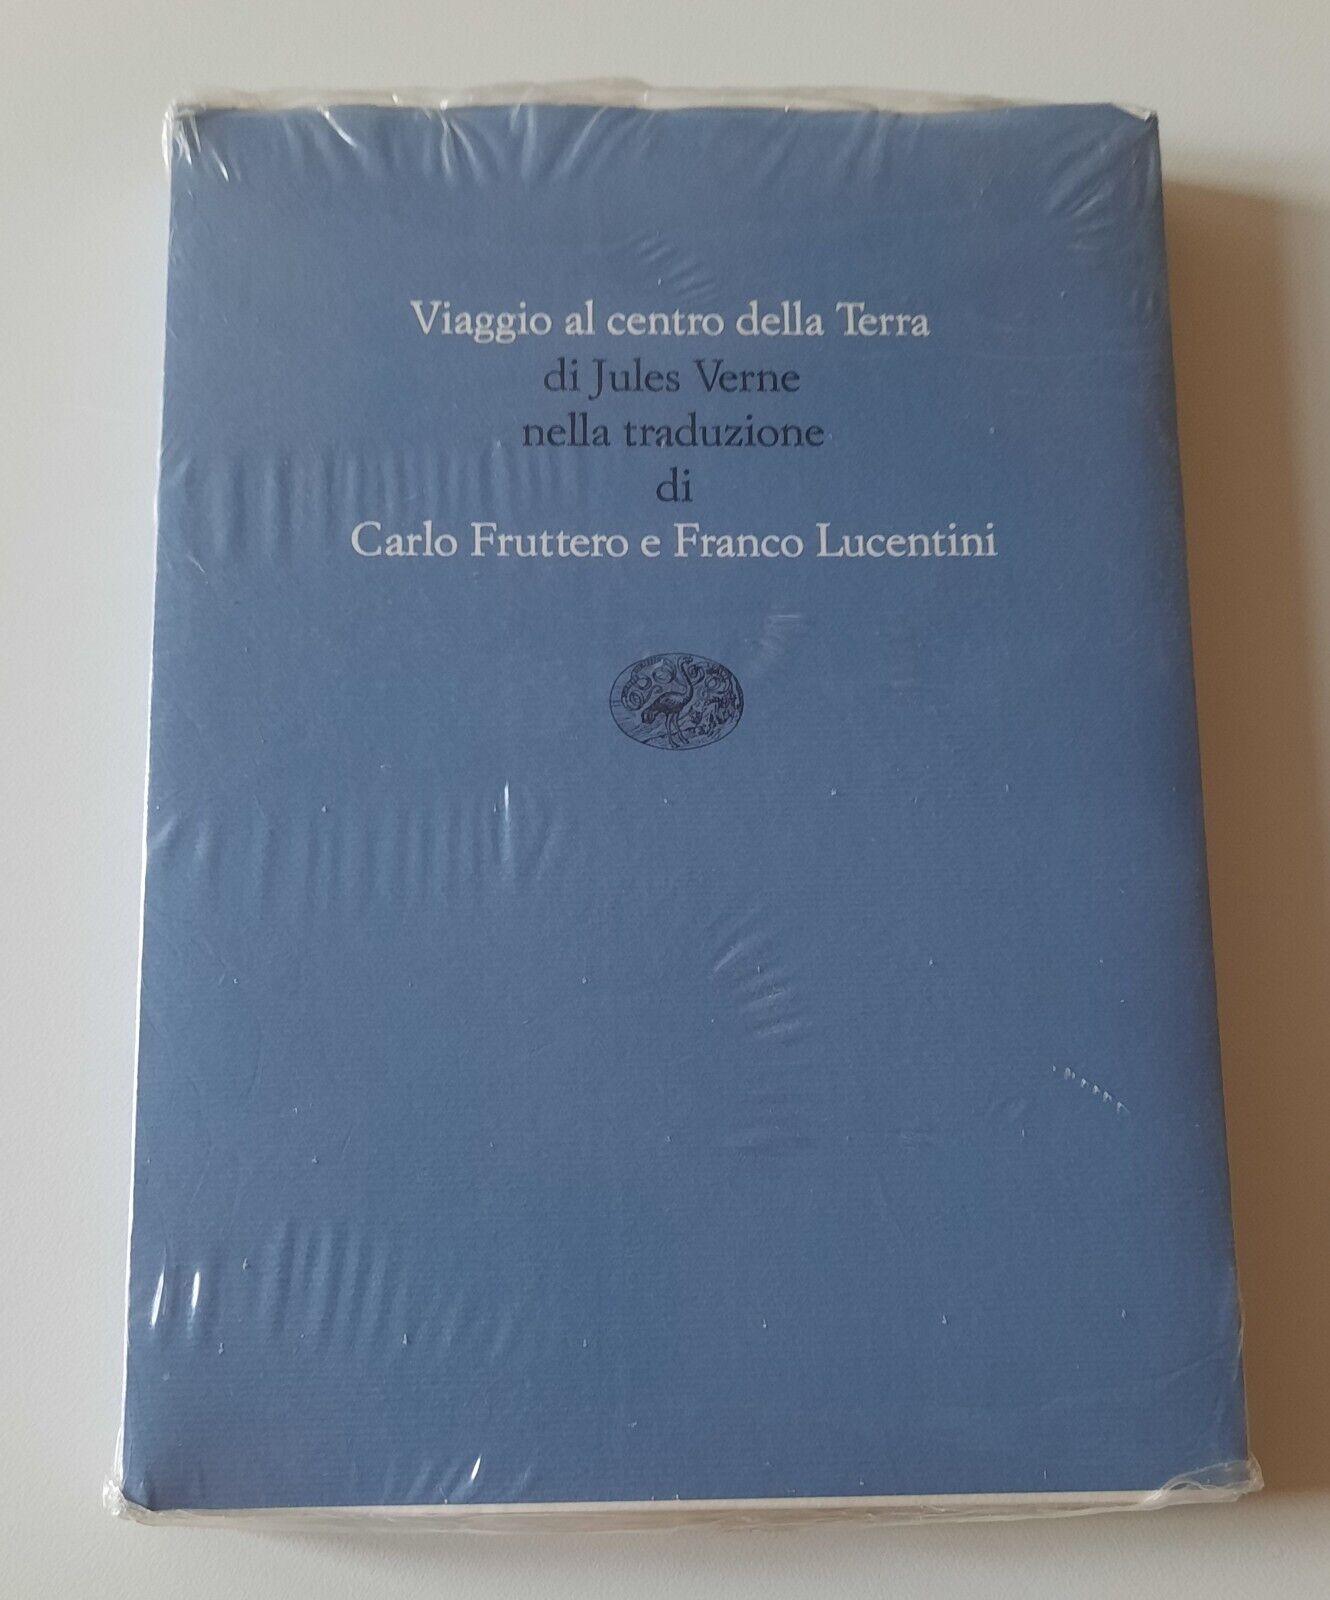 Viaggio al centro della Terra
di Jules Verne
nella traduzione
di
Carlo Fruttero e Franco Lucentini